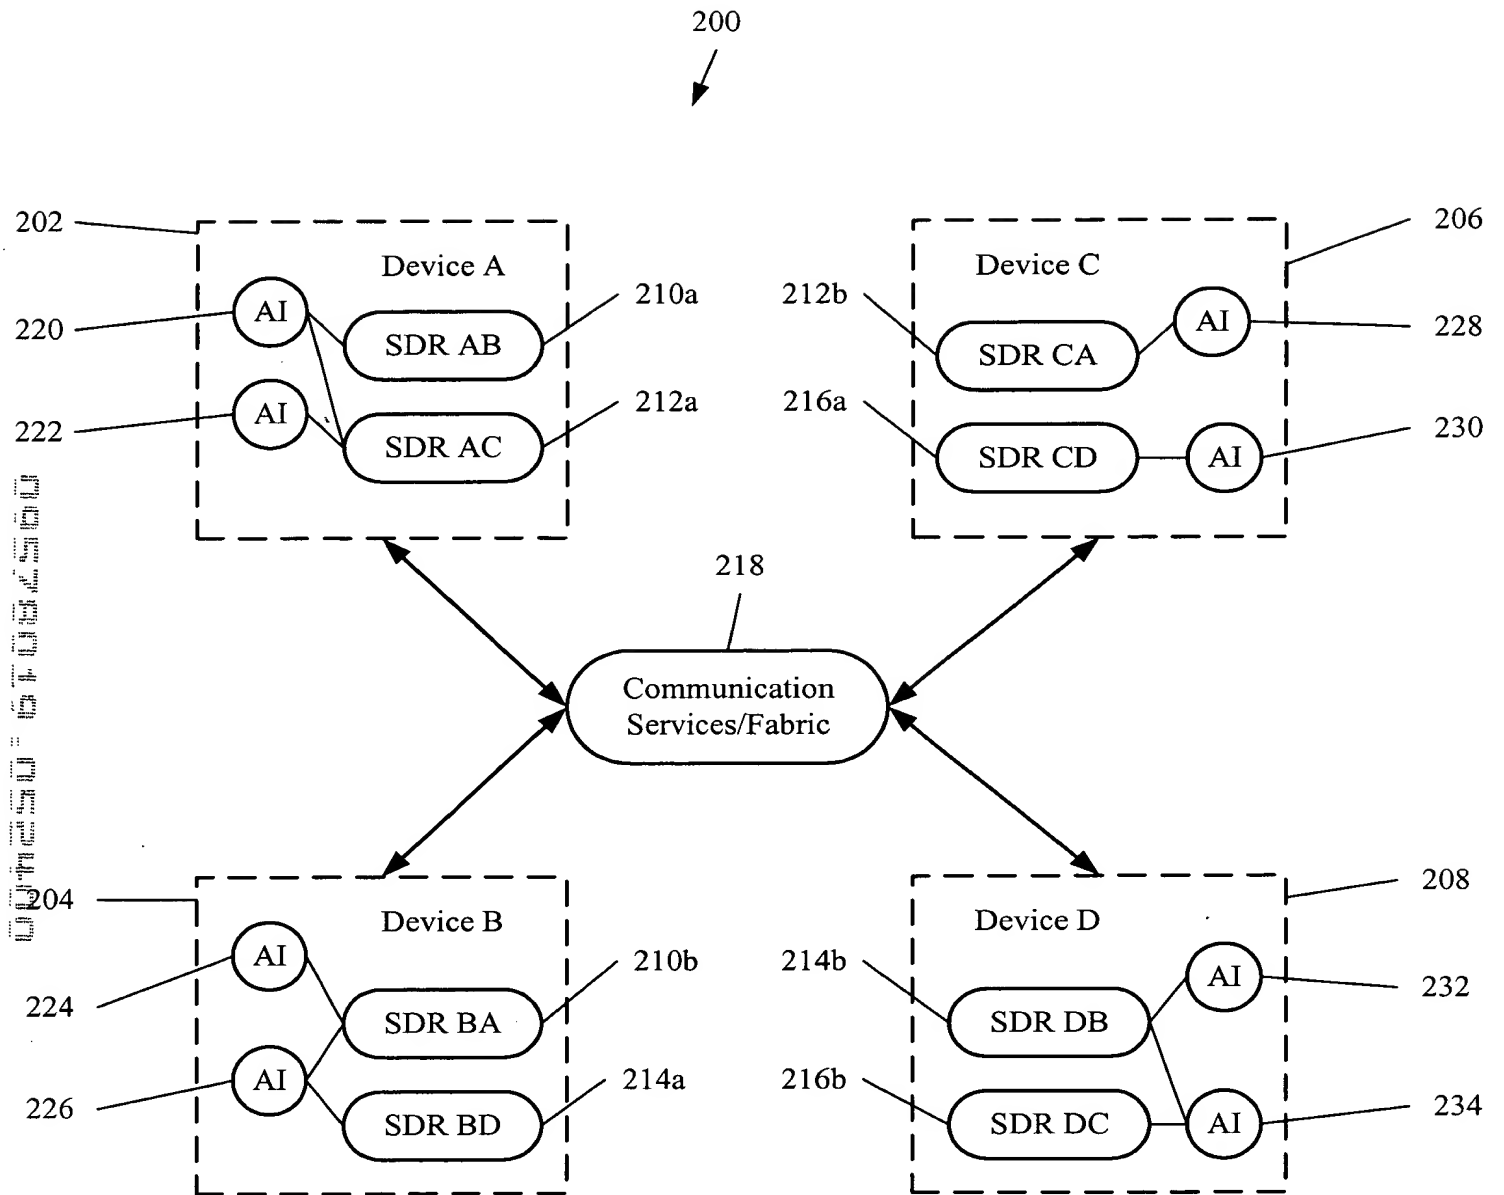 200
202
Device A
AI
220
SDR AB
210a
AI
222
SDR AC
212a
206
Device C
212b
SDR CA
AI
228
216a
SDR CD
AI
230
218
Communication
Services/Fabric
204
Device B
AI
224
SDR BA
210b
AI
226
SDR BD
214a
208
Device D
214b
SDR DB
AI
232
216b
SDR DC
AI
234